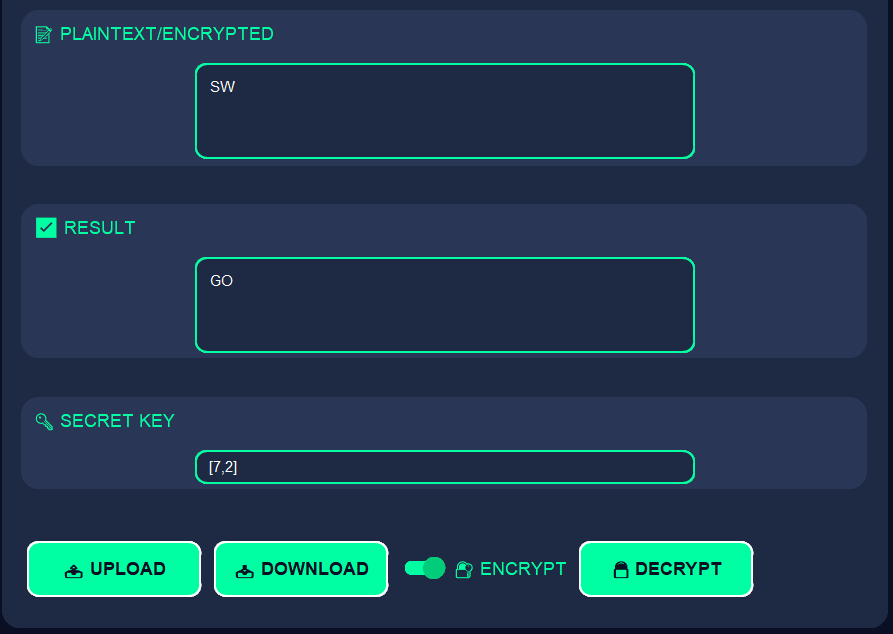 PLAINTEXT/ENCRYPTED
SW
RESULT
GO
SECRET KEY
[7,2]
UPLOAD DOWNLOAD ENCRYPT DECRYPT